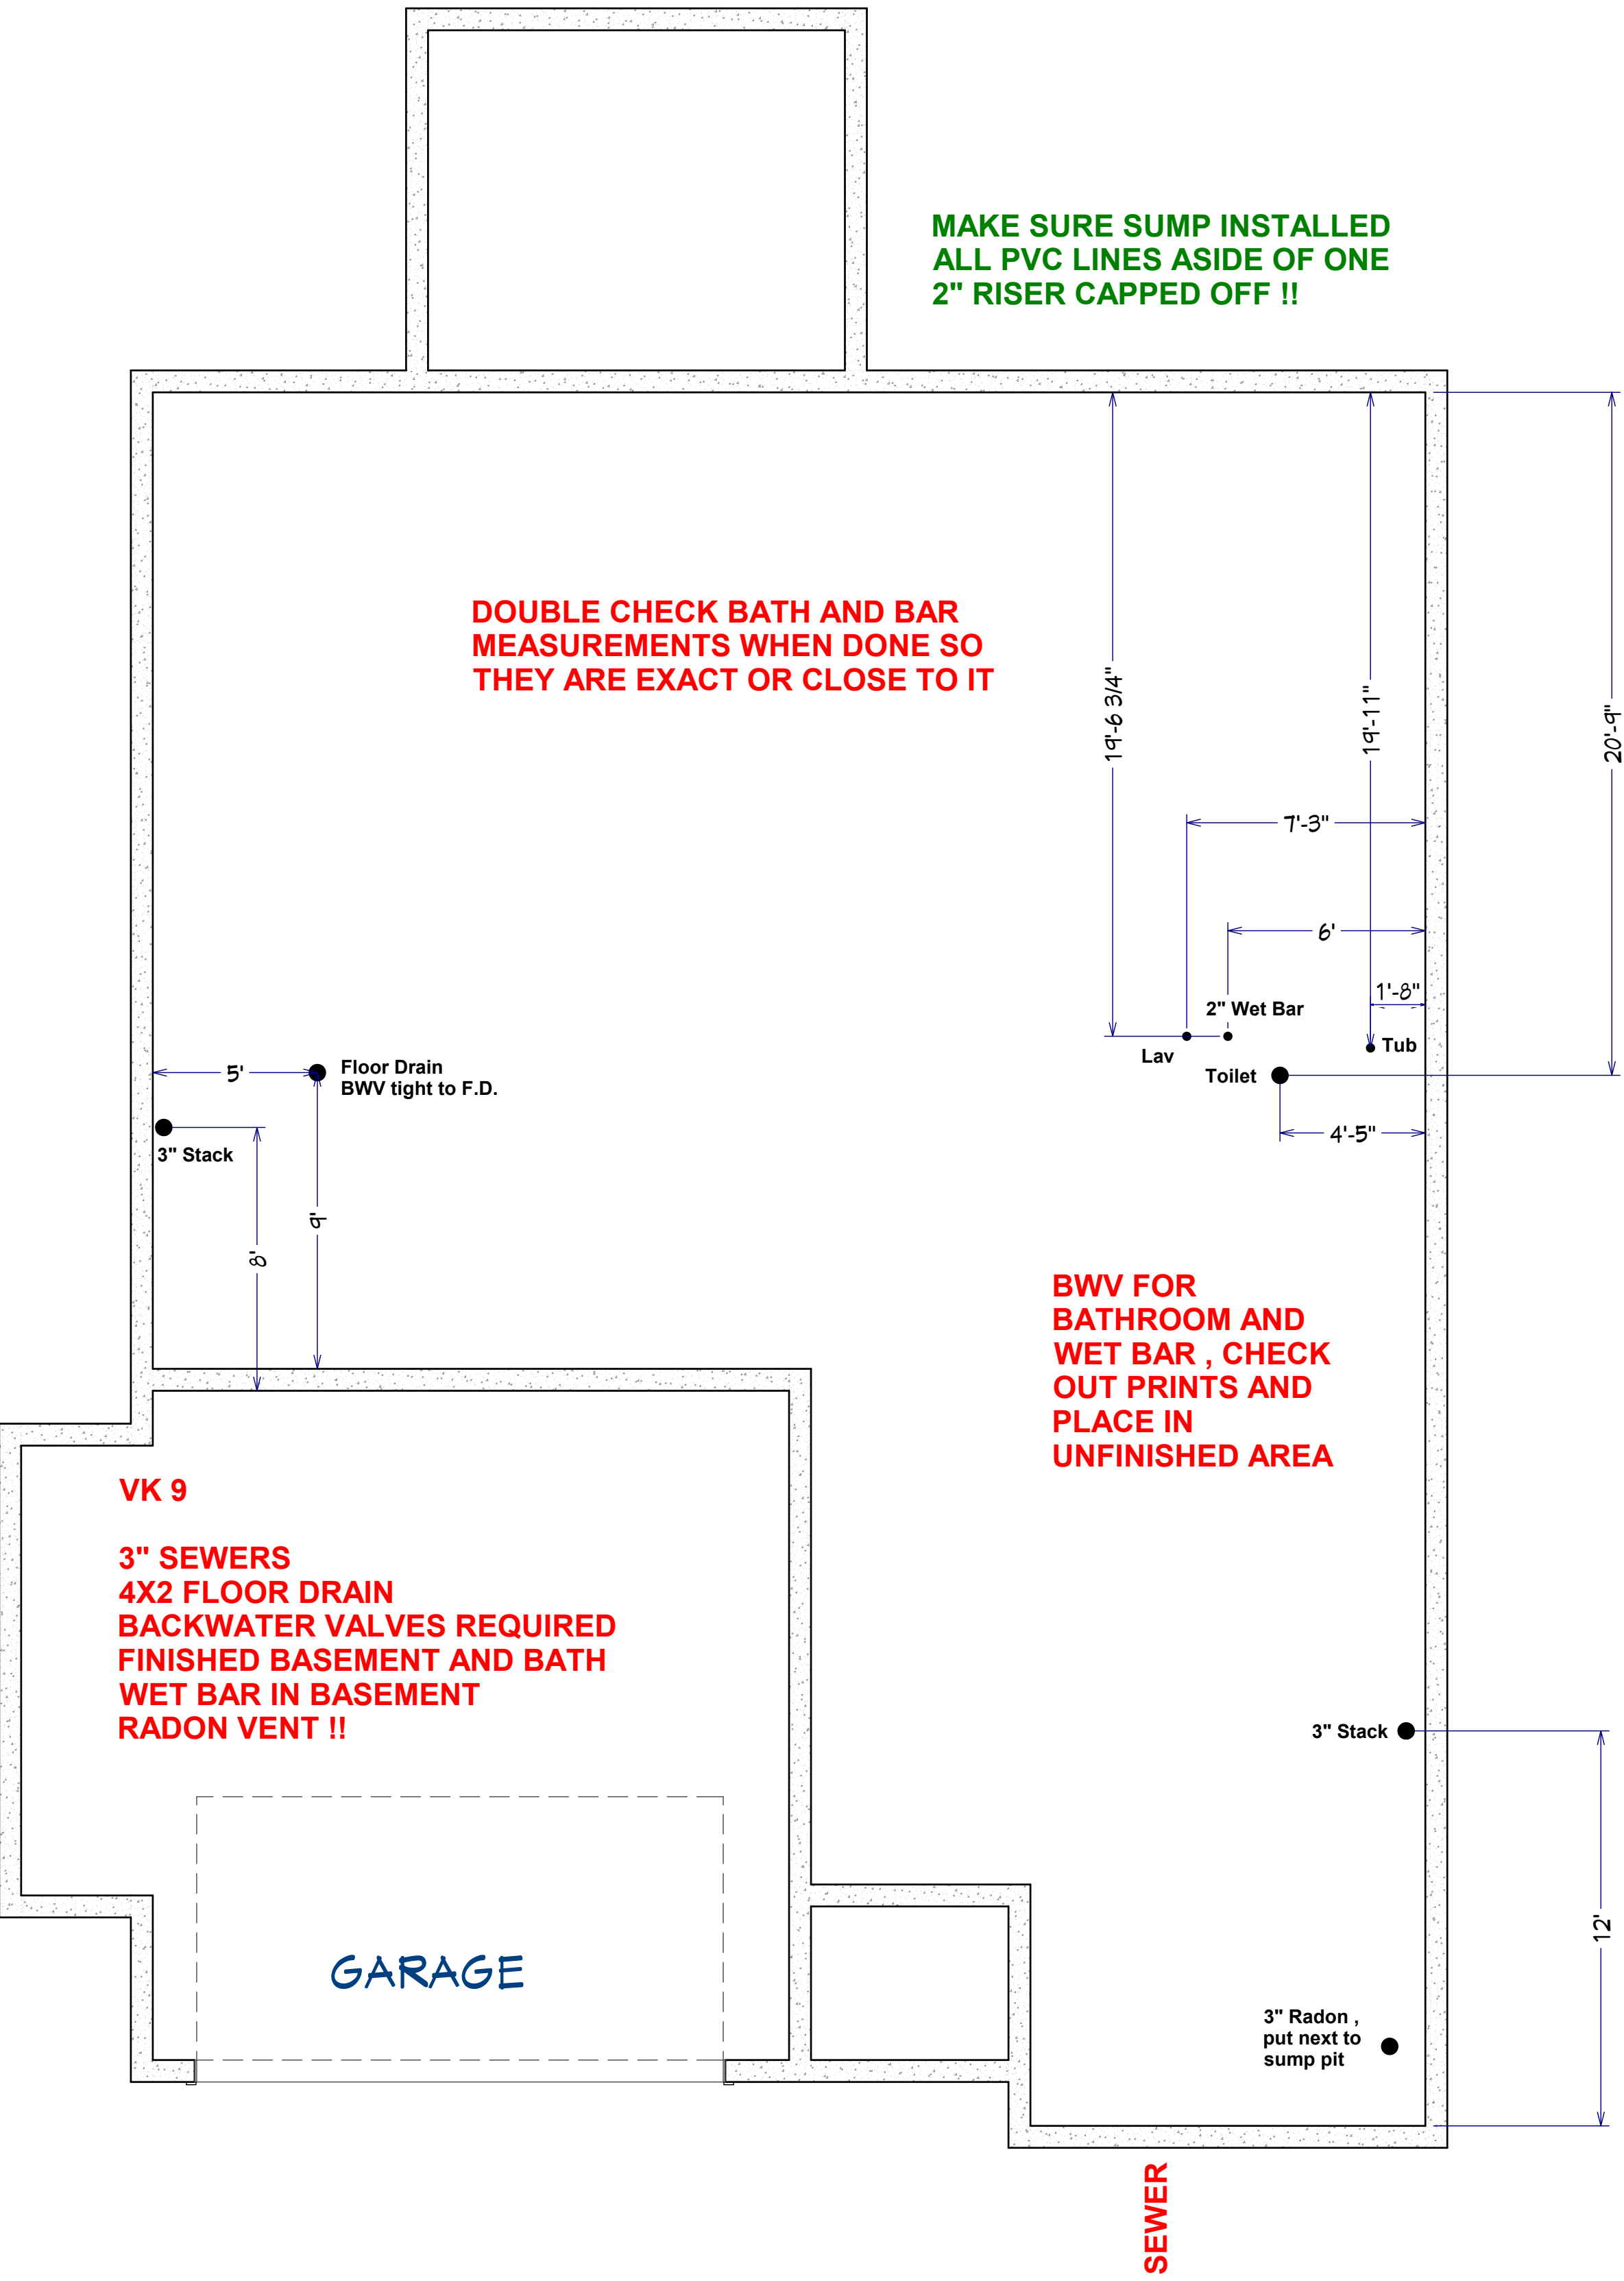 MAKE SURE SUMP INSTALLED
ALL PVC LINES ASIDE OF ONE
2" RISER CAPPED OFF !!
DOUBLE CHECK BATH AND BAR
MEASUREMENTS WHEN DONE SO
THEY ARE EXACT OR CLOSE TO IT
19'-6 3/4"
19'-11"
20'-9"
7'-3"
6'
1'-8"
2" Wet Bar
Lav
Tub
Toilet
4'-5"
5'
Floor Drain
BWV tight to F.D.
3" Stack
9'
8'
BWV FOR
BATHROOM AND
WET BAR , CHECK
OUT PRINTS AND
PLACE IN
UNFINISHED AREA
VK 9
3" SEWERS
4X2 FLOOR DRAIN
BACKWATER VALVES REQUIRED
FINISHED BASEMENT AND BATH
WET BAR IN BASEMENT
RADON VENT !!
3" Stack
12'
GARAGE
3" Radon ,
put next to
sump pit
SEWER